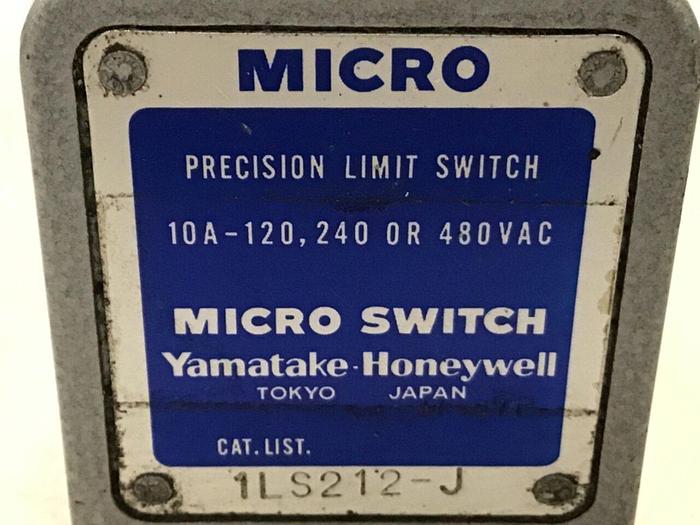 MICRO
PRECISION LIMIT SWITCH
10A-120, 240 OR 480VAC
MICRO SWITCH
Yamatake-Honeywell
TOKYO JAPAN
CAT. LIST.
1LS212-J